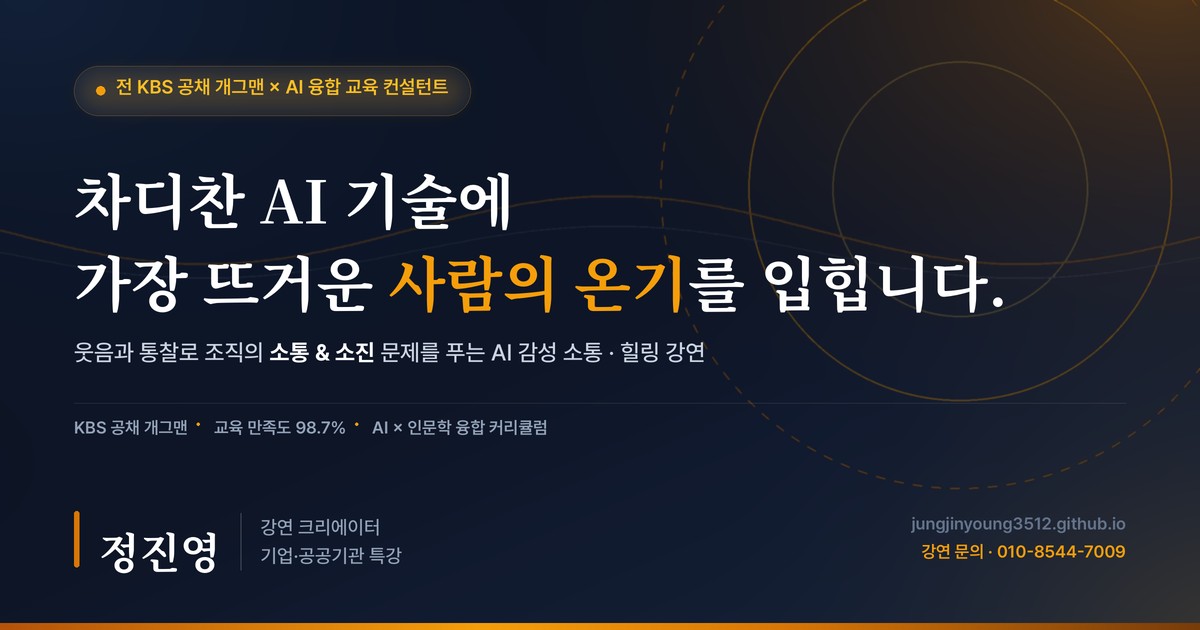 전 KBS 공채 개그맨 × AI 융합 교육 컨설턴트
차디찬 AI 기술에
가장 뜨거운 사람의 온기를 입힙니다.
웃음과 통찰로 조직의 소통 & 소진 문제를 푸는 AI 감성 소통 · 힐링 강연
KBS 공채 개그맨 • 교육 만족도 98.7% • AI × 인문학 융합 커리큘럼
정진영
강연 크리에이터
기업·공공기관 특강
jungjinyoung3512.github.io
강연 문의 · 010-8544-7009